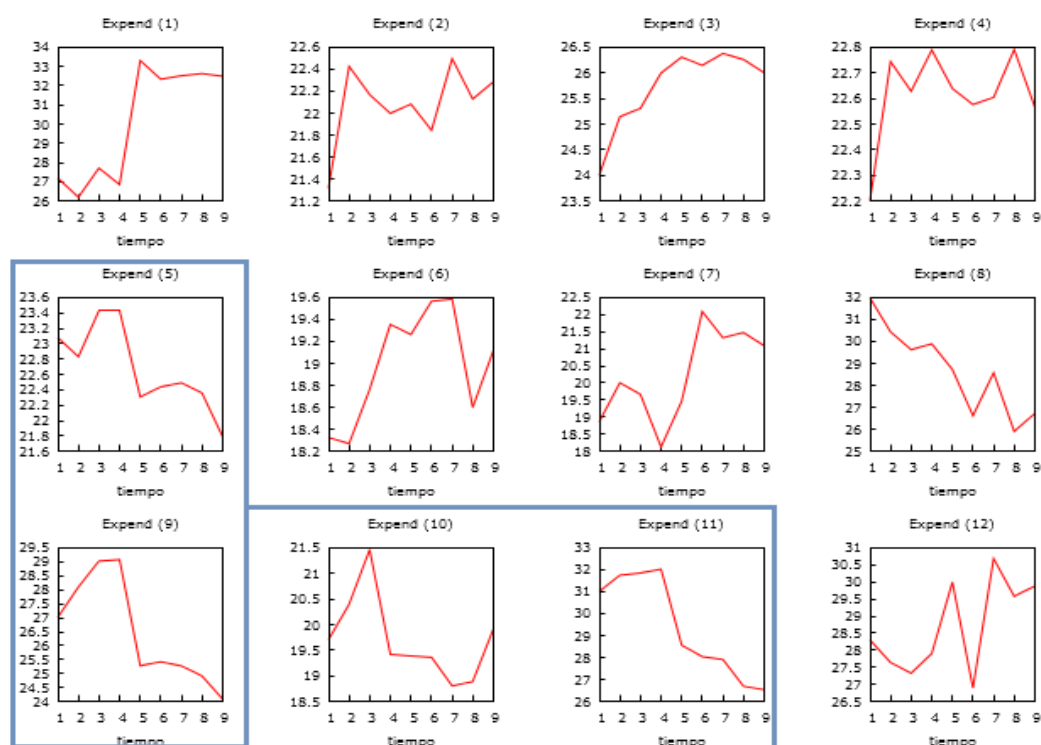 Expend (1)
34
33
32
31
30
29
28
27
26
1 2 3 4 5 6 7 8 9
tiempo
Expend (2)
22.6
22.4
22.2
22
21.8
21.6
21.4
21.2
1 2 3 4 5 6 7 8 9
tiempo
Expend (3)
26.5
26
25.5
25
24.5
24
23.5
1 2 3 4 5 6 7 8 9
tiempo
Expend (4)
22.8
22.7
22.6
22.5
22.4
22.3
22.2
1 2 3 4 5 6 7 8 9
tiempo
Expend (5)
23.6
23.4
23.2
23
22.8
22.6
22.4
22.2
22
21.8
21.6
1 2 3 4 5 6 7 8 9
tiempo
Expend (6)
19.6
19.4
19.2
19
18.8
18.6
18.4
18.2
1 2 3 4 5 6 7 8 9
tiempo
Expend (7)
22.5
22
21.5
21
20.5
20
19.5
19
18.5
18
1 2 3 4 5 6 7 8 9
tiempo
Expend (8)
32
31
30
29
28
27
26
25
1 2 3 4 5 6 7 8 9
tiempo
Expend (9)
29.5
29
28.5
28
27.5
27
26.5
26
25.5
25
24.5
24
1 2 3 4 5 6 7 8 9
tiempo
Expend (10)
21.5
21
20.5
20
19.5
19
18.5
1 2 3 4 5 6 7 8 9
tiempo
Expend (11)
33
32
31
30
29
28
27
26
1 2 3 4 5 6 7 8 9
tiempo
Expend (12)
31
30.5
30
29.5
29
28.5
28
27.5
27
26.5
1 2 3 4 5 6 7 8 9
tiempo